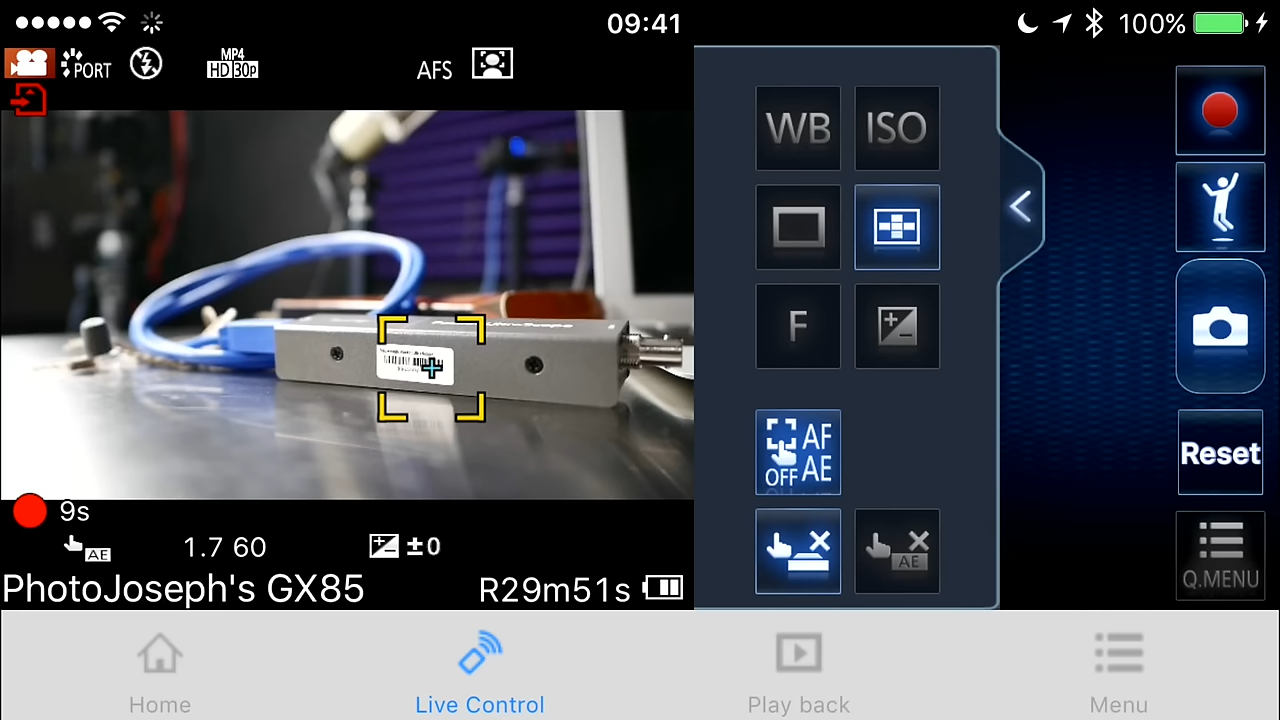 09:41
100%
PORT
MP4
HD 30p
AFS
WB
ISO
F
AF
OFF AE
9s
AE
1.7 60
±0
AE
PhotoJoseph's GX85
R29m51s
Reset
Q.MENU
Home
Live Control
Play back
Menu